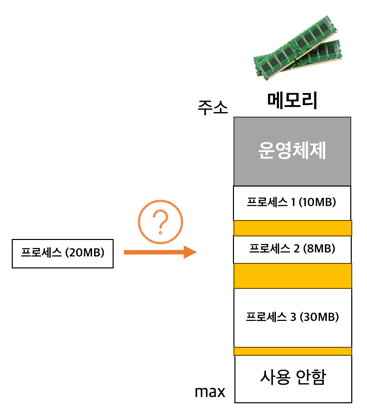 메모리
주소
운영체제
프로세스 1 (10MB)
?
프로세스 2 (8MB)
프로세스 (20MB)
프로세스 3 (30MB)
사용 안함
max